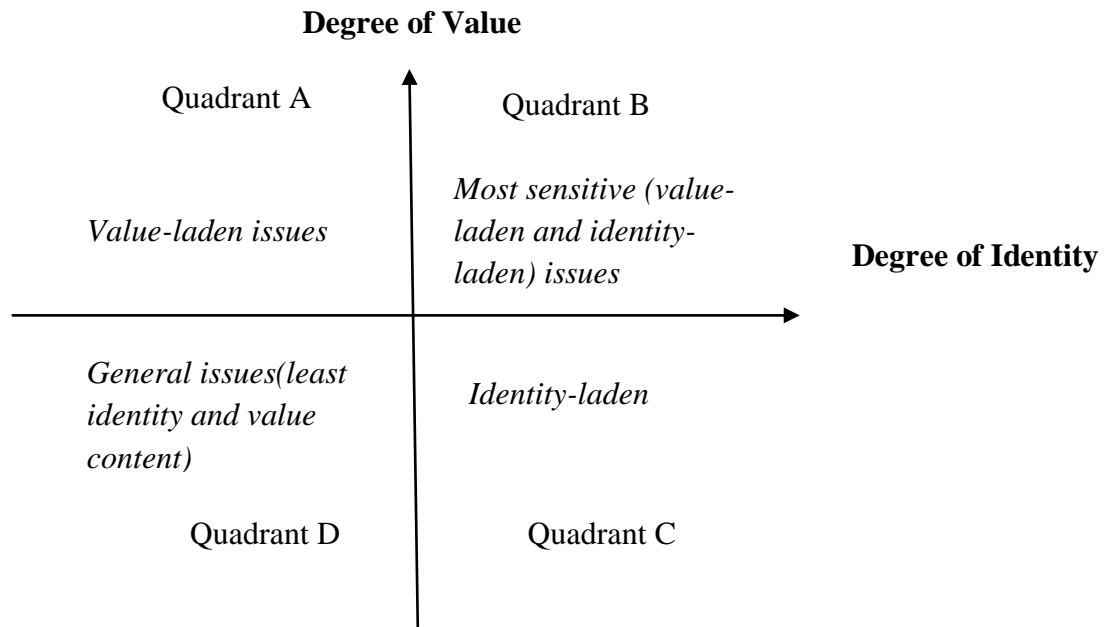 Degree of Value
Quadrant A
Quadrant B
Value-laden issues
Most sensitive (value-
laden and identity-
laden) issues
Degree of Identity
General issues(least
identity and value
content)
Identity-laden
Quadrant D
Quadrant C